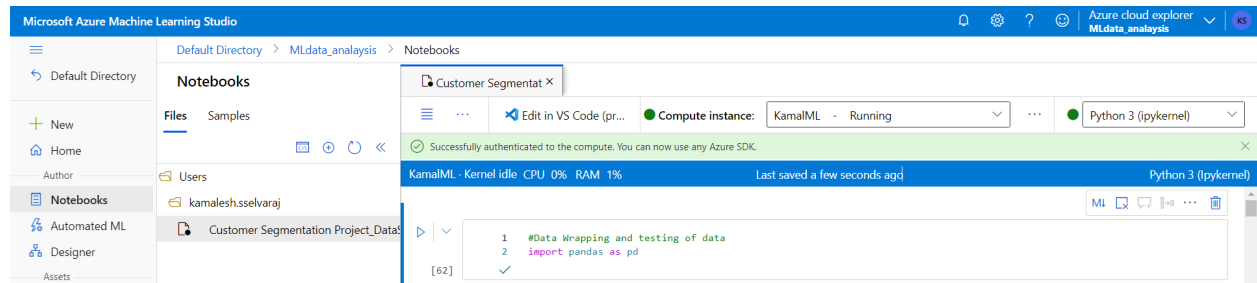 Microsoft Azure Machine Learning Studio
Azure cloud explorer
MLdata_analaysis
KS
Default Directory > MLdata_analaysis > Notebooks
Default Directory
New
Home
Author
Notebooks
Automated ML
Designer
Assets
Notebooks
Files Samples
Users
kamalesh.sselvaraj
Customer Segmentation Project_DataS
Customer Segmentat ×
Edit in VS Code (pr... Compute instance: KamalML - Running ... Python 3 (ipykernel)
Successfully authenticated to the compute. You can now use any Azure SDK.
KamalML · Kernel idle CPU 0% RAM 1% Last saved a few seconds ago Python 3 (Ipykernel)
M↓
1 #Data Wrapping and testing of data
2 import pandas as pd
[62]